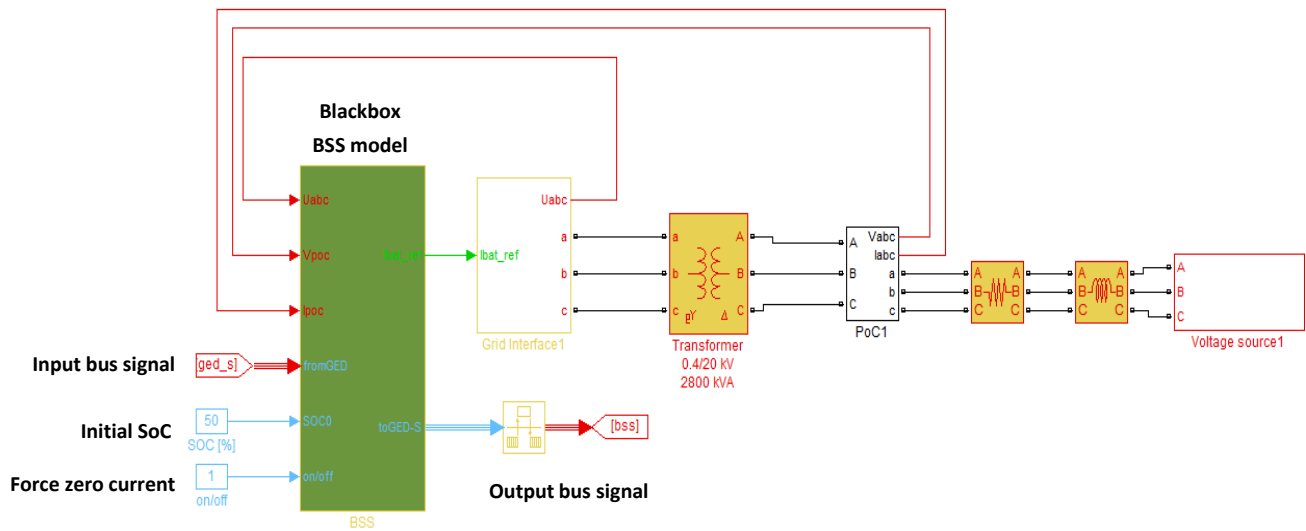 Blackbox
BSS model
Uabc
Vpoc
Ipoc
fromGED
SOC0
on/off
Ibat_ref
toGED-S
BSS
Input bus signal
[ged_s]
Initial SoC
50
SOC [%]
Force zero current
1
on/off
Uabc
Ibat_ref
a
b
c
Grid Interface1
a
b
c
A
B
C
Y
Δ
Transformer
0.4/20 kV
2800 kVA
A
B
C
Vabc
Iabc
a
b
c
PoC1
A A
B B
C C
A A
B B
C C
A
B
C
Voltage source1
[bss]
Output bus signal